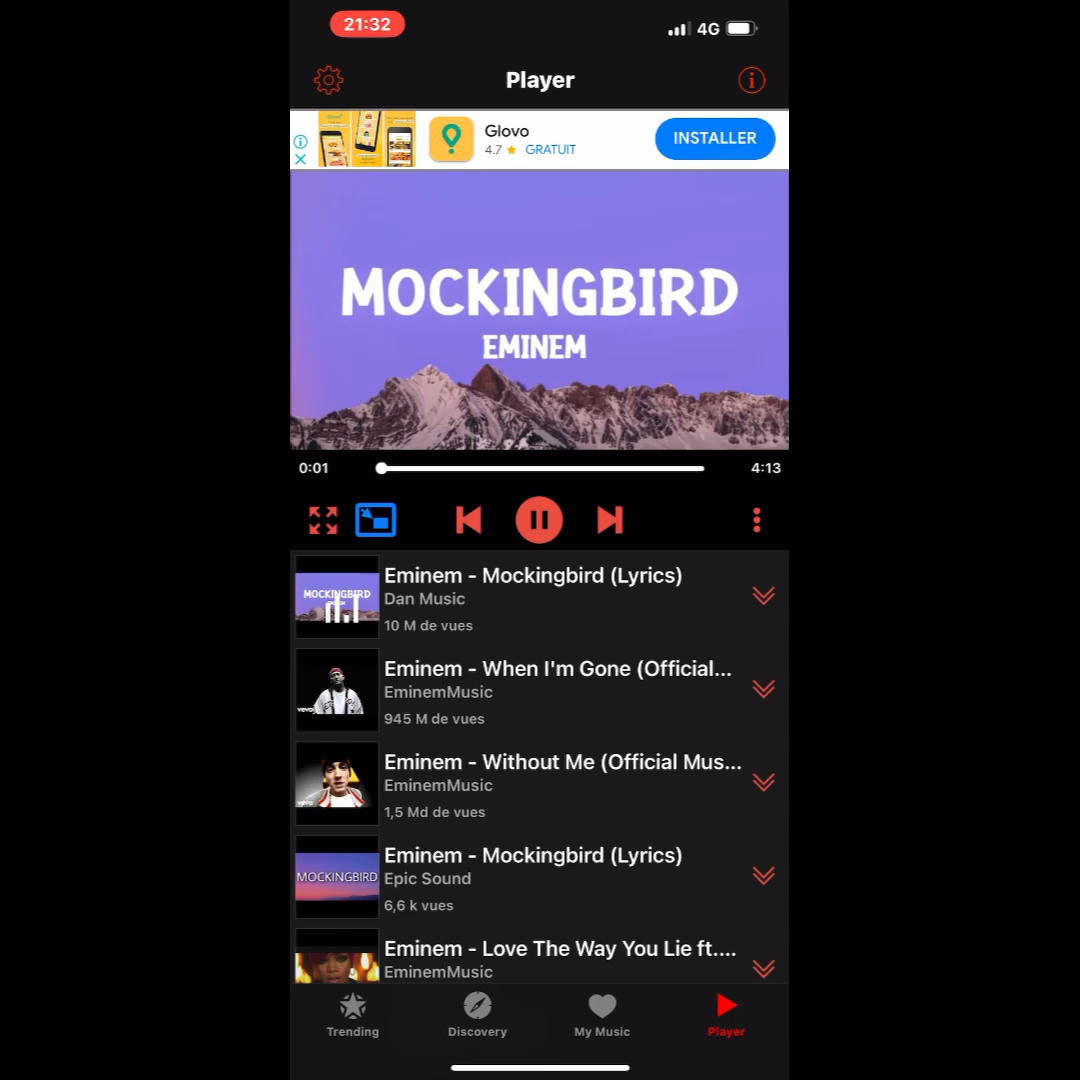 21:32
4G
Player
Glovo
4.7 ★ GRATUIT
INSTALLER
MOCKINGBIRD
EMINEM
0:01
4:13
MOCKINGBIRD
Eminem - Mockingbird (Lyrics)
Dan Music
10 M de vues
vevo
Eminem - When I'm Gone (Official...
EminemMusic
945 M de vues
Eminem - Without Me (Official Mus...
EminemMusic
1,5 Md de vues
MOCKINGBIRD
Eminem - Mockingbird (Lyrics)
Epic Sound
6,6 k vues
Eminem - Love The Way You Lie ft....
EminemMusic
Trending
Discovery
My Music
Player